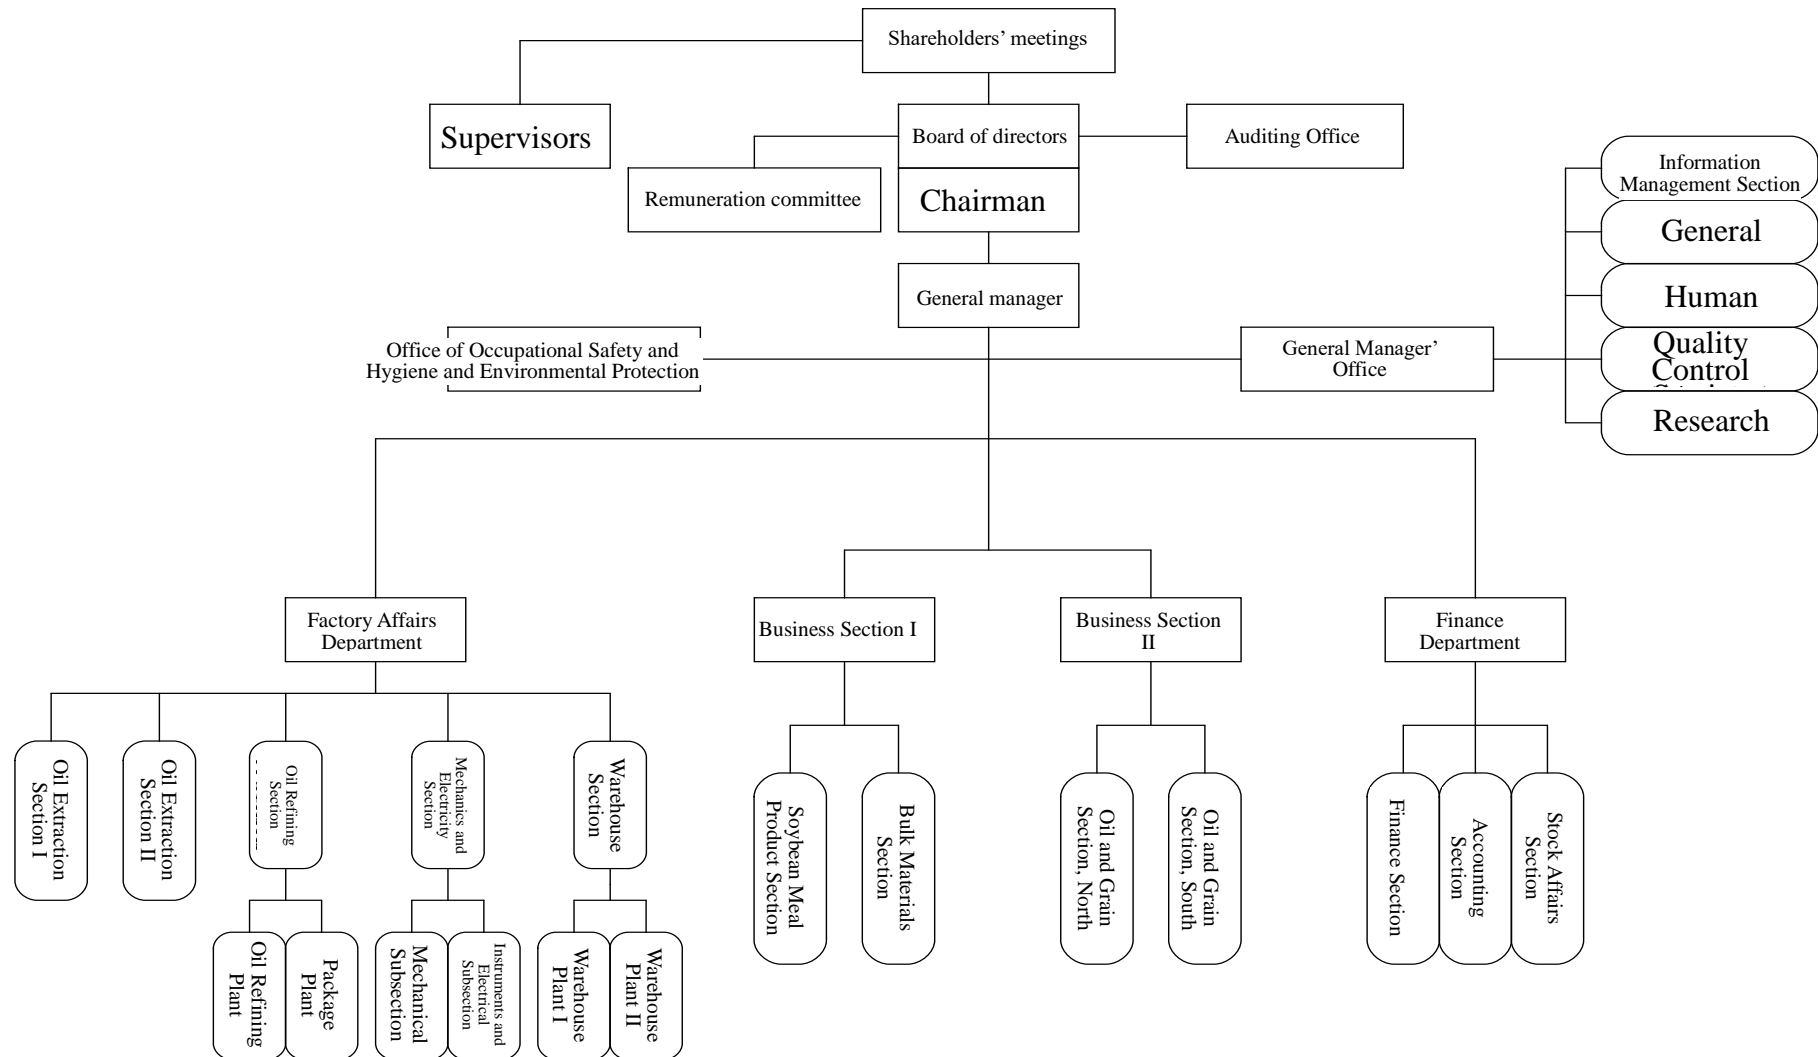 Shareholders’ meetings
Supervisors
Board of directors
Auditing Office
Remuneration committee
Chairman
Information
Management Section
General
Human
Quality
Control
Research
General manager
Office of Occupational Safety and
Hygiene and Environmental Protection
General Manager’
Office
Factory Affairs
Department
Business Section I
Business Section
II
Finance
Department
Oil Extraction
Section I
Oil Extraction
Section II
Oil Refining
Section
Mechanics and
Electricity
Section
Warehouse
Section
Soybean Meal
Product Section
Bulk Materials
Section
Oil and Grain
Section, North
Oil and Grain
Section, South
Finance Section
Accounting
Section
Stock Affairs
Section
Oil Refining
Plant
Package
Plant
Mechanical
Subsection
Instruments and
Electrical
Subsection
Warehouse
Plant I
Warehouse
Plant II